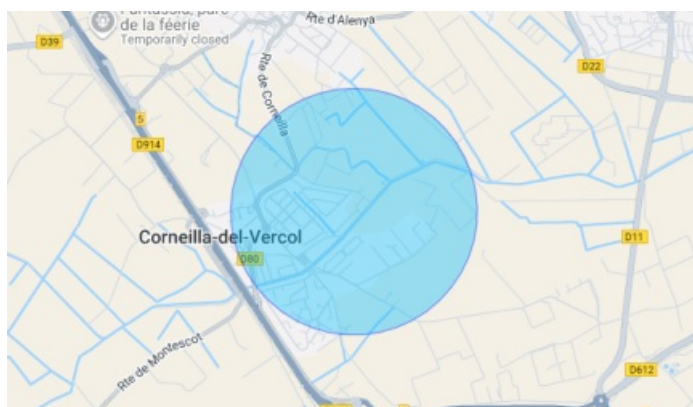 de la féerie
Temporarily closed
Rte d'Alenya
D39
D22
Rte de Corneilla
5
D914
Corneilla-del-Vercol
D11
D80
Rte de Montescot
D612